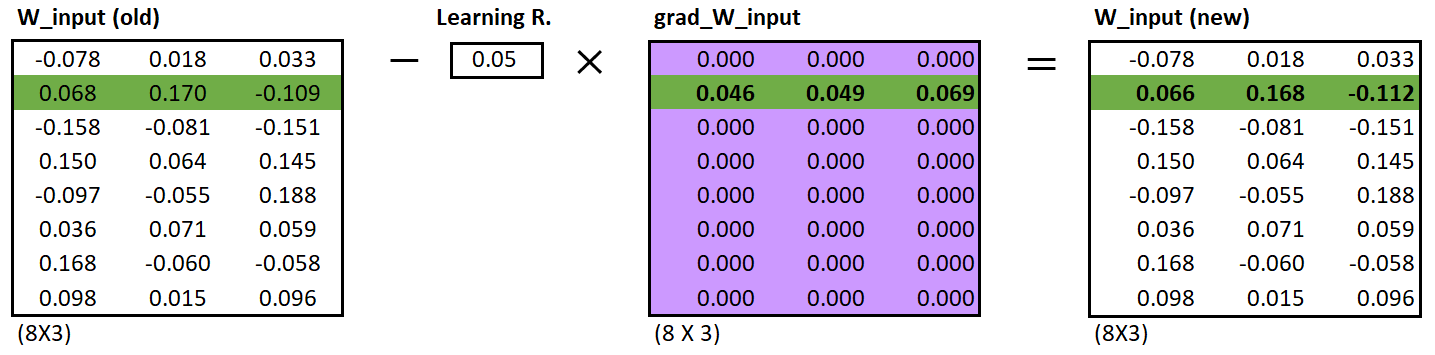 W_input (old) Learning R. grad_W_input W_input (new)
-0.078 0.018 0.033 − 0.05 × 0.000 0.000 0.000 = -0.078 0.018 0.033
0.068 0.170 -0.109 0.046 0.049 0.069 0.066 0.168 -0.112
-0.158 -0.081 -0.151 0.000 0.000 0.000 -0.158 -0.081 -0.151
0.150 0.064 0.145 0.000 0.000 0.000 0.150 0.064 0.145
-0.097 -0.055 0.188 0.000 0.000 0.000 -0.097 -0.055 0.188
0.036 0.071 0.059 0.000 0.000 0.000 0.036 0.071 0.059
0.168 -0.060 -0.058 0.000 0.000 0.000 0.168 -0.060 -0.058
0.098 0.015 0.096 0.000 0.000 0.000 0.098 0.015 0.096
(8X3) (8 X 3) (8X3)